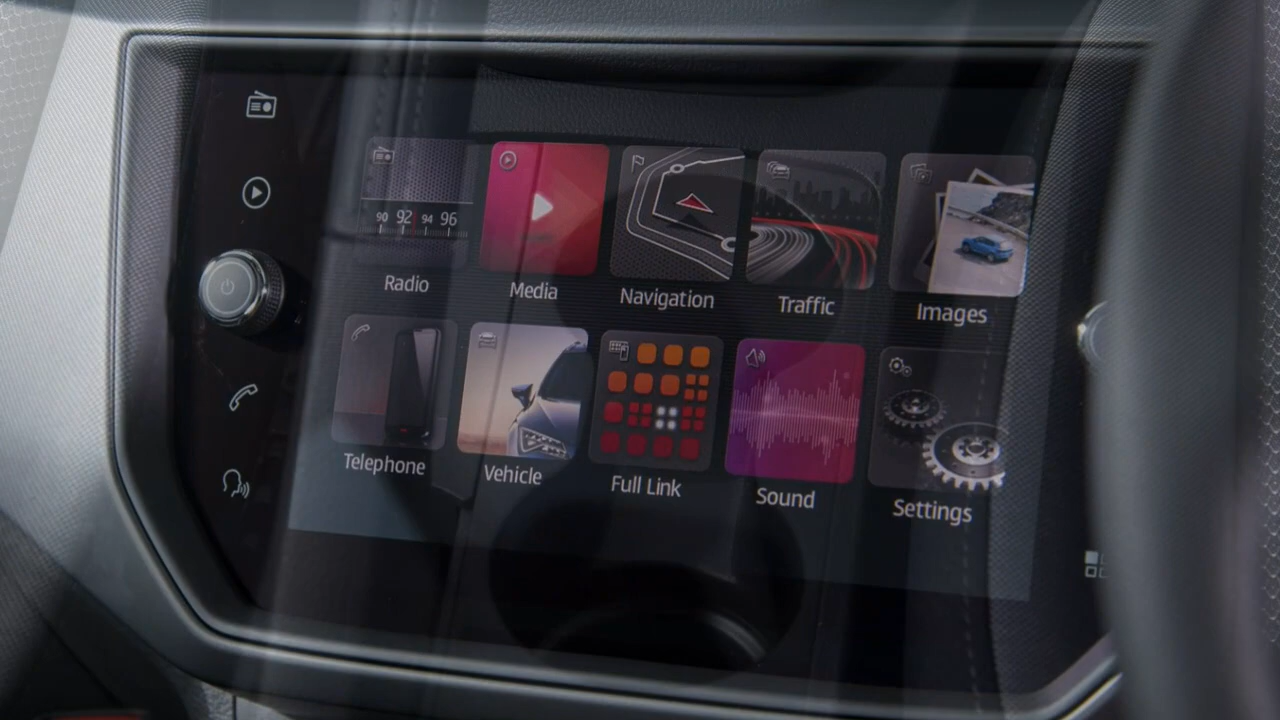 90 92 94 96
Radio
Media
Navigation
Traffic
Images
Telephone
Vehicle
Full Link
Sound
Settings